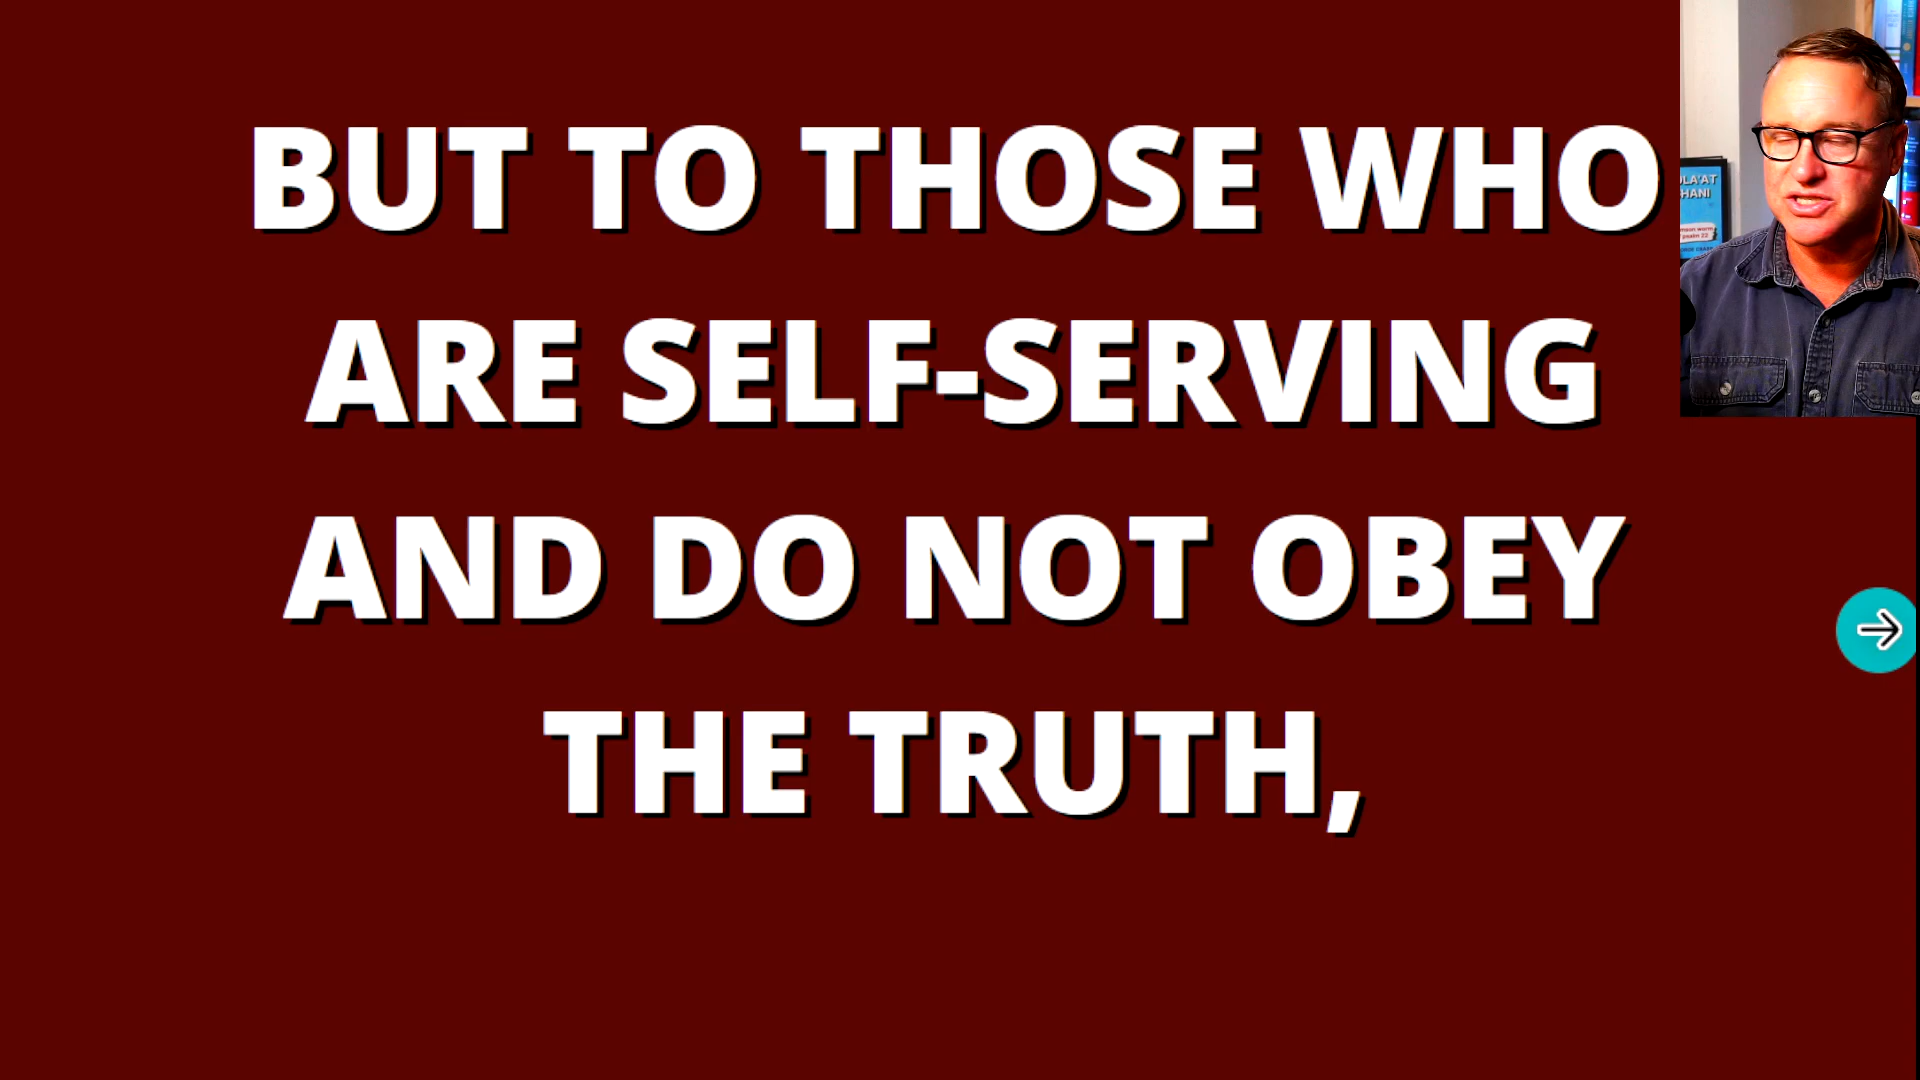 BUT TO THOSE WHO
ARE SELF-SERVING
AND DO NOT OBEY
THE TRUTH,